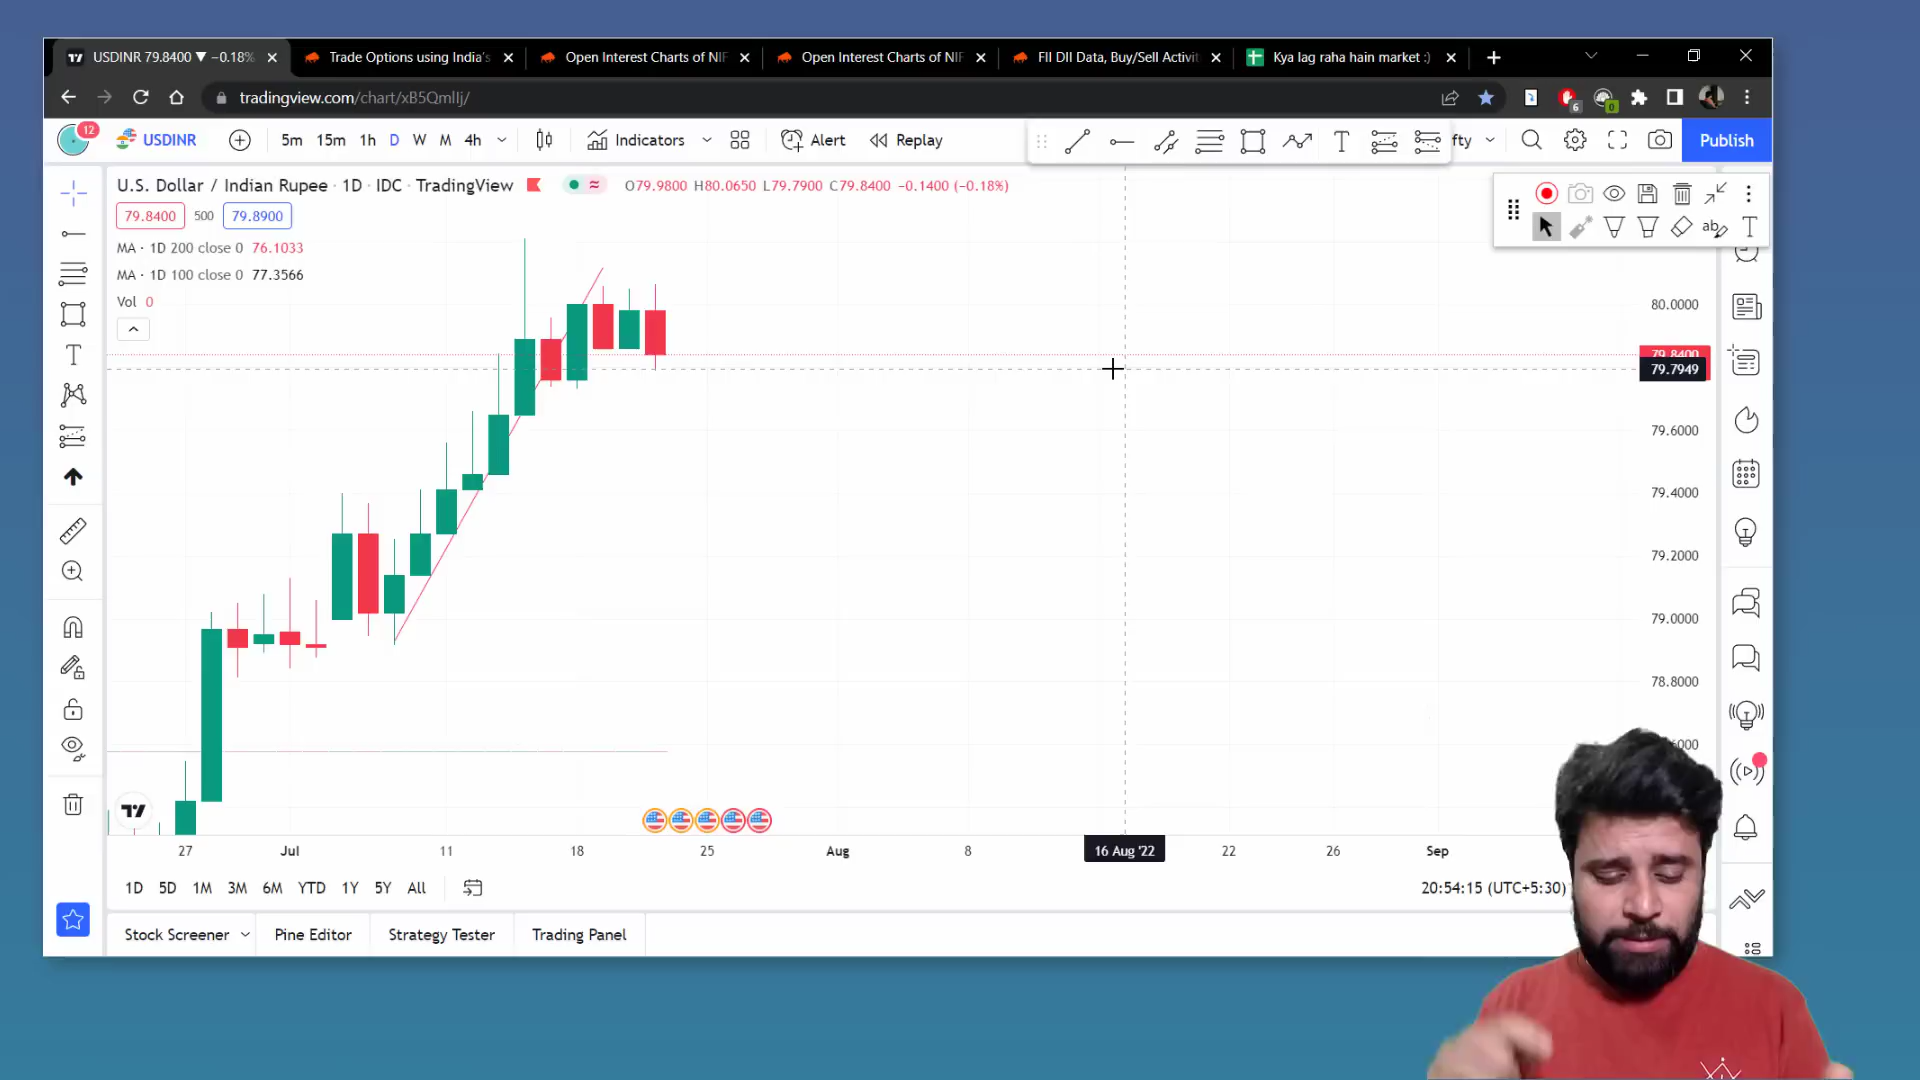 USDINR 79.8400 ▼ −0.18%
Trade Options using India's
Open Interest Charts of NIF
Open Interest Charts of NIF
FII DII Data, Buy/Sell Activit
Kya lag raha hain market :)
tradingview.com/chart/xB5QmlIj/
6
0
12
USDINR
5m 15m 1h D W M 4h
Indicators
Alert
Replay
fty
Publish
U.S. Dollar / Indian Rupee · 1D · IDC · TradingView
O79.9800 H80.0650 L79.7900 C79.8400 −0.1400 (−0.18%)
79.8400 500 79.8900
MA · 1D 200 close 0 76.1033
MA · 1D 100 close 0 77.3566
Vol 0
80.0000
79.8400
79.7949
79.6000
79.4000
79.2000
79.0000
78.8000
27 Jul 11 18 25 Aug 8 16 Aug '22 22 26 Sep
1D 5D 1M 3M 6M YTD 1Y 5Y All
20:54:15 (UTC+5:30)
Stock Screener Pine Editor Strategy Tester Trading Panel